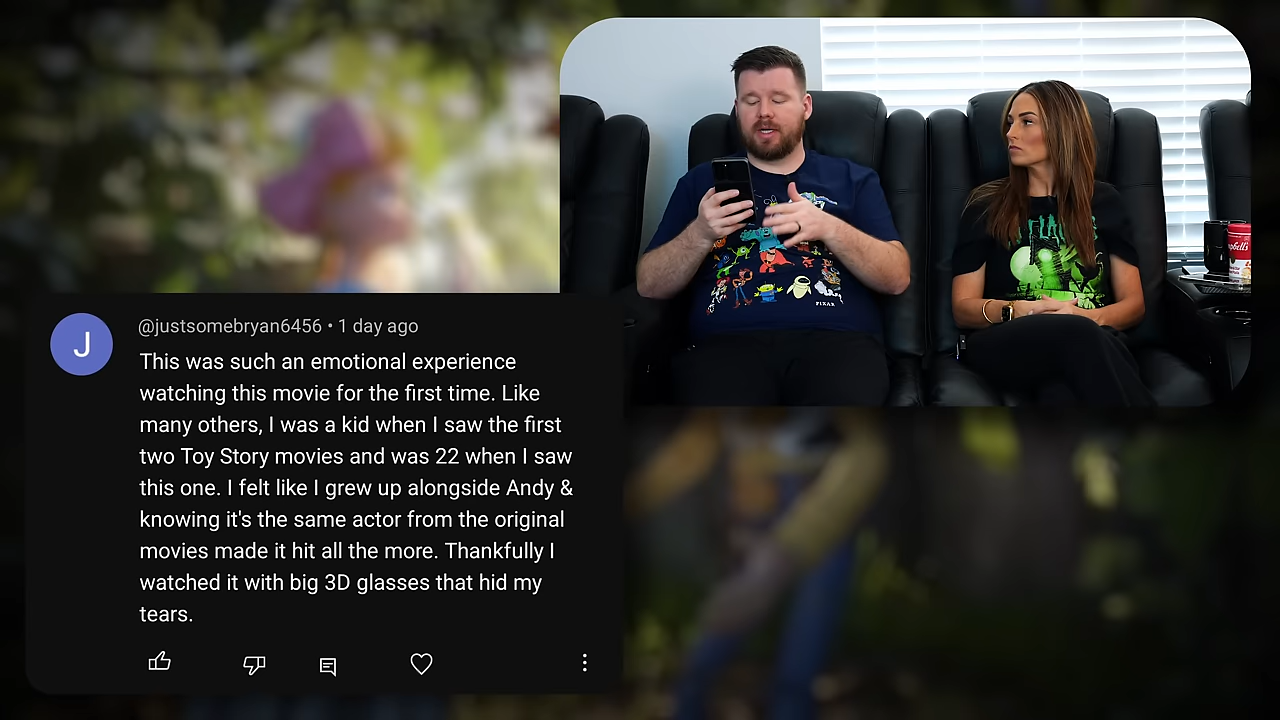 @justsomebryan6456 • 1 day ago
J
This was such an emotional experience
watching this movie for the first time. Like
many others, I was a kid when I saw the first
two Toy Story movies and was 22 when I saw
this one. I felt like I grew up alongside Andy &
knowing it's the same actor from the original
movies made it hit all the more. Thankfully I
watched it with big 3D glasses that hid my
tears.
PIXAR